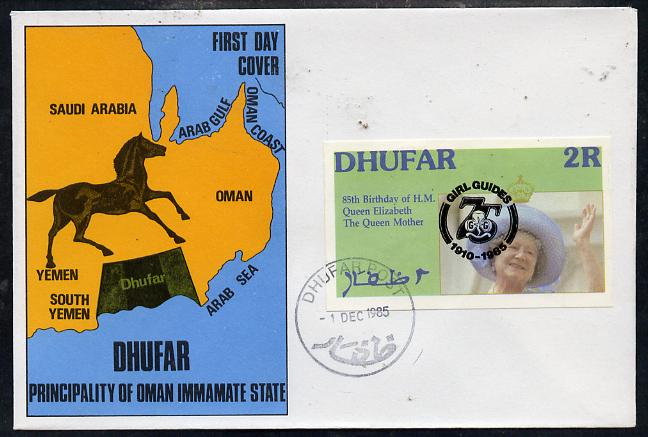 FIRST DAY
COVER
SAUDI ARABIA
ARAB GULF
OMAN COAST
OMAN
YEMEN
SOUTH
YEMEN
Dhufar
ARAB SEA
DHUFAR
PRINCIPALITY OF OMAN IMMAMATE STATE
DHUFAR 2R
85th Birthday of H.M.
Queen Elizabeth
The Queen Mother
GIRL GUIDES
75
1910-1985
DHUFAR POST
-1 DEC 1985